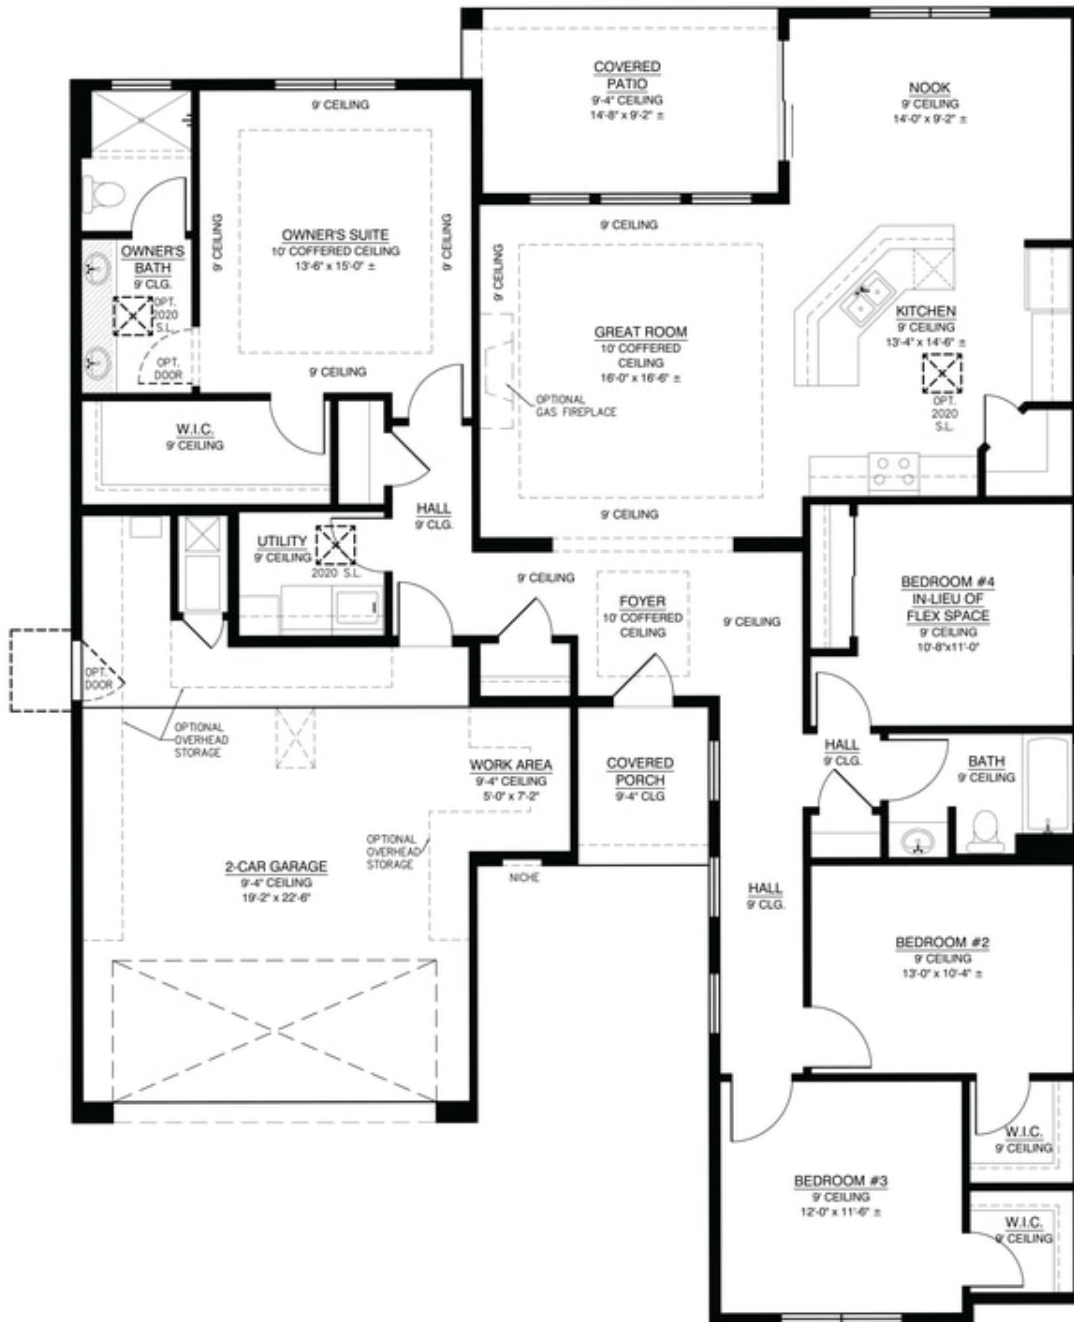 COVERED
PATIO
9'-4" CEILING
14'-8" x 9'-2" ±
NOOK
9' CEILING
14'-0" x 9'-2" ±
9' CEILING
OWNER'S SUITE
10' COFFERED CEILING
13'-6" x 15'-0" ±
9' CEILING
9' CEILING
9' CEILING
OWNER'S
BATH
9' CLG.
OPT.
2020
S.L.
OPT.
DOOR
9' CEILING
9' CEILING
GREAT ROOM
10' COFFERED
CEILING
16'-0" x 16'-6" ±
OPTIONAL
GAS FIREPLACE
9' CEILING
KITCHEN
9' CEILING
13'-4" x 14'-6" ±
OPT.
2020
S.L.
W.I.C.
9' CEILING
HALL
9' CLG.
UTILITY
9' CEILING
2020 S.L.
9' CEILING
FOYER
10' COFFERED
CEILING
9' CEILING
BEDROOM #4
IN-LIEU OF
FLEX SPACE
9' CEILING
10'-8"x11'-0"
OPT.
DOOR
OPTIONAL
OVERHEAD
STORAGE
WORK AREA
9'-4" CEILING
5'-0" x 7'-2"
COVERED
PORCH
9'-4" CLG
HALL
9' CLG.
BATH
9' CEILING
OPTIONAL
OVERHEAD
STORAGE
2-CAR GARAGE
9'-4" CEILING
19'-2" x 22'-6"
NICHE
HALL
9' CLG.
BEDROOM #2
9' CEILING
13'-0" x 10'-4" ±
W.I.C.
9' CEILING
BEDROOM #3
9' CEILING
12'-0" x 11'-6" ±
W.I.C.
9' CEILING